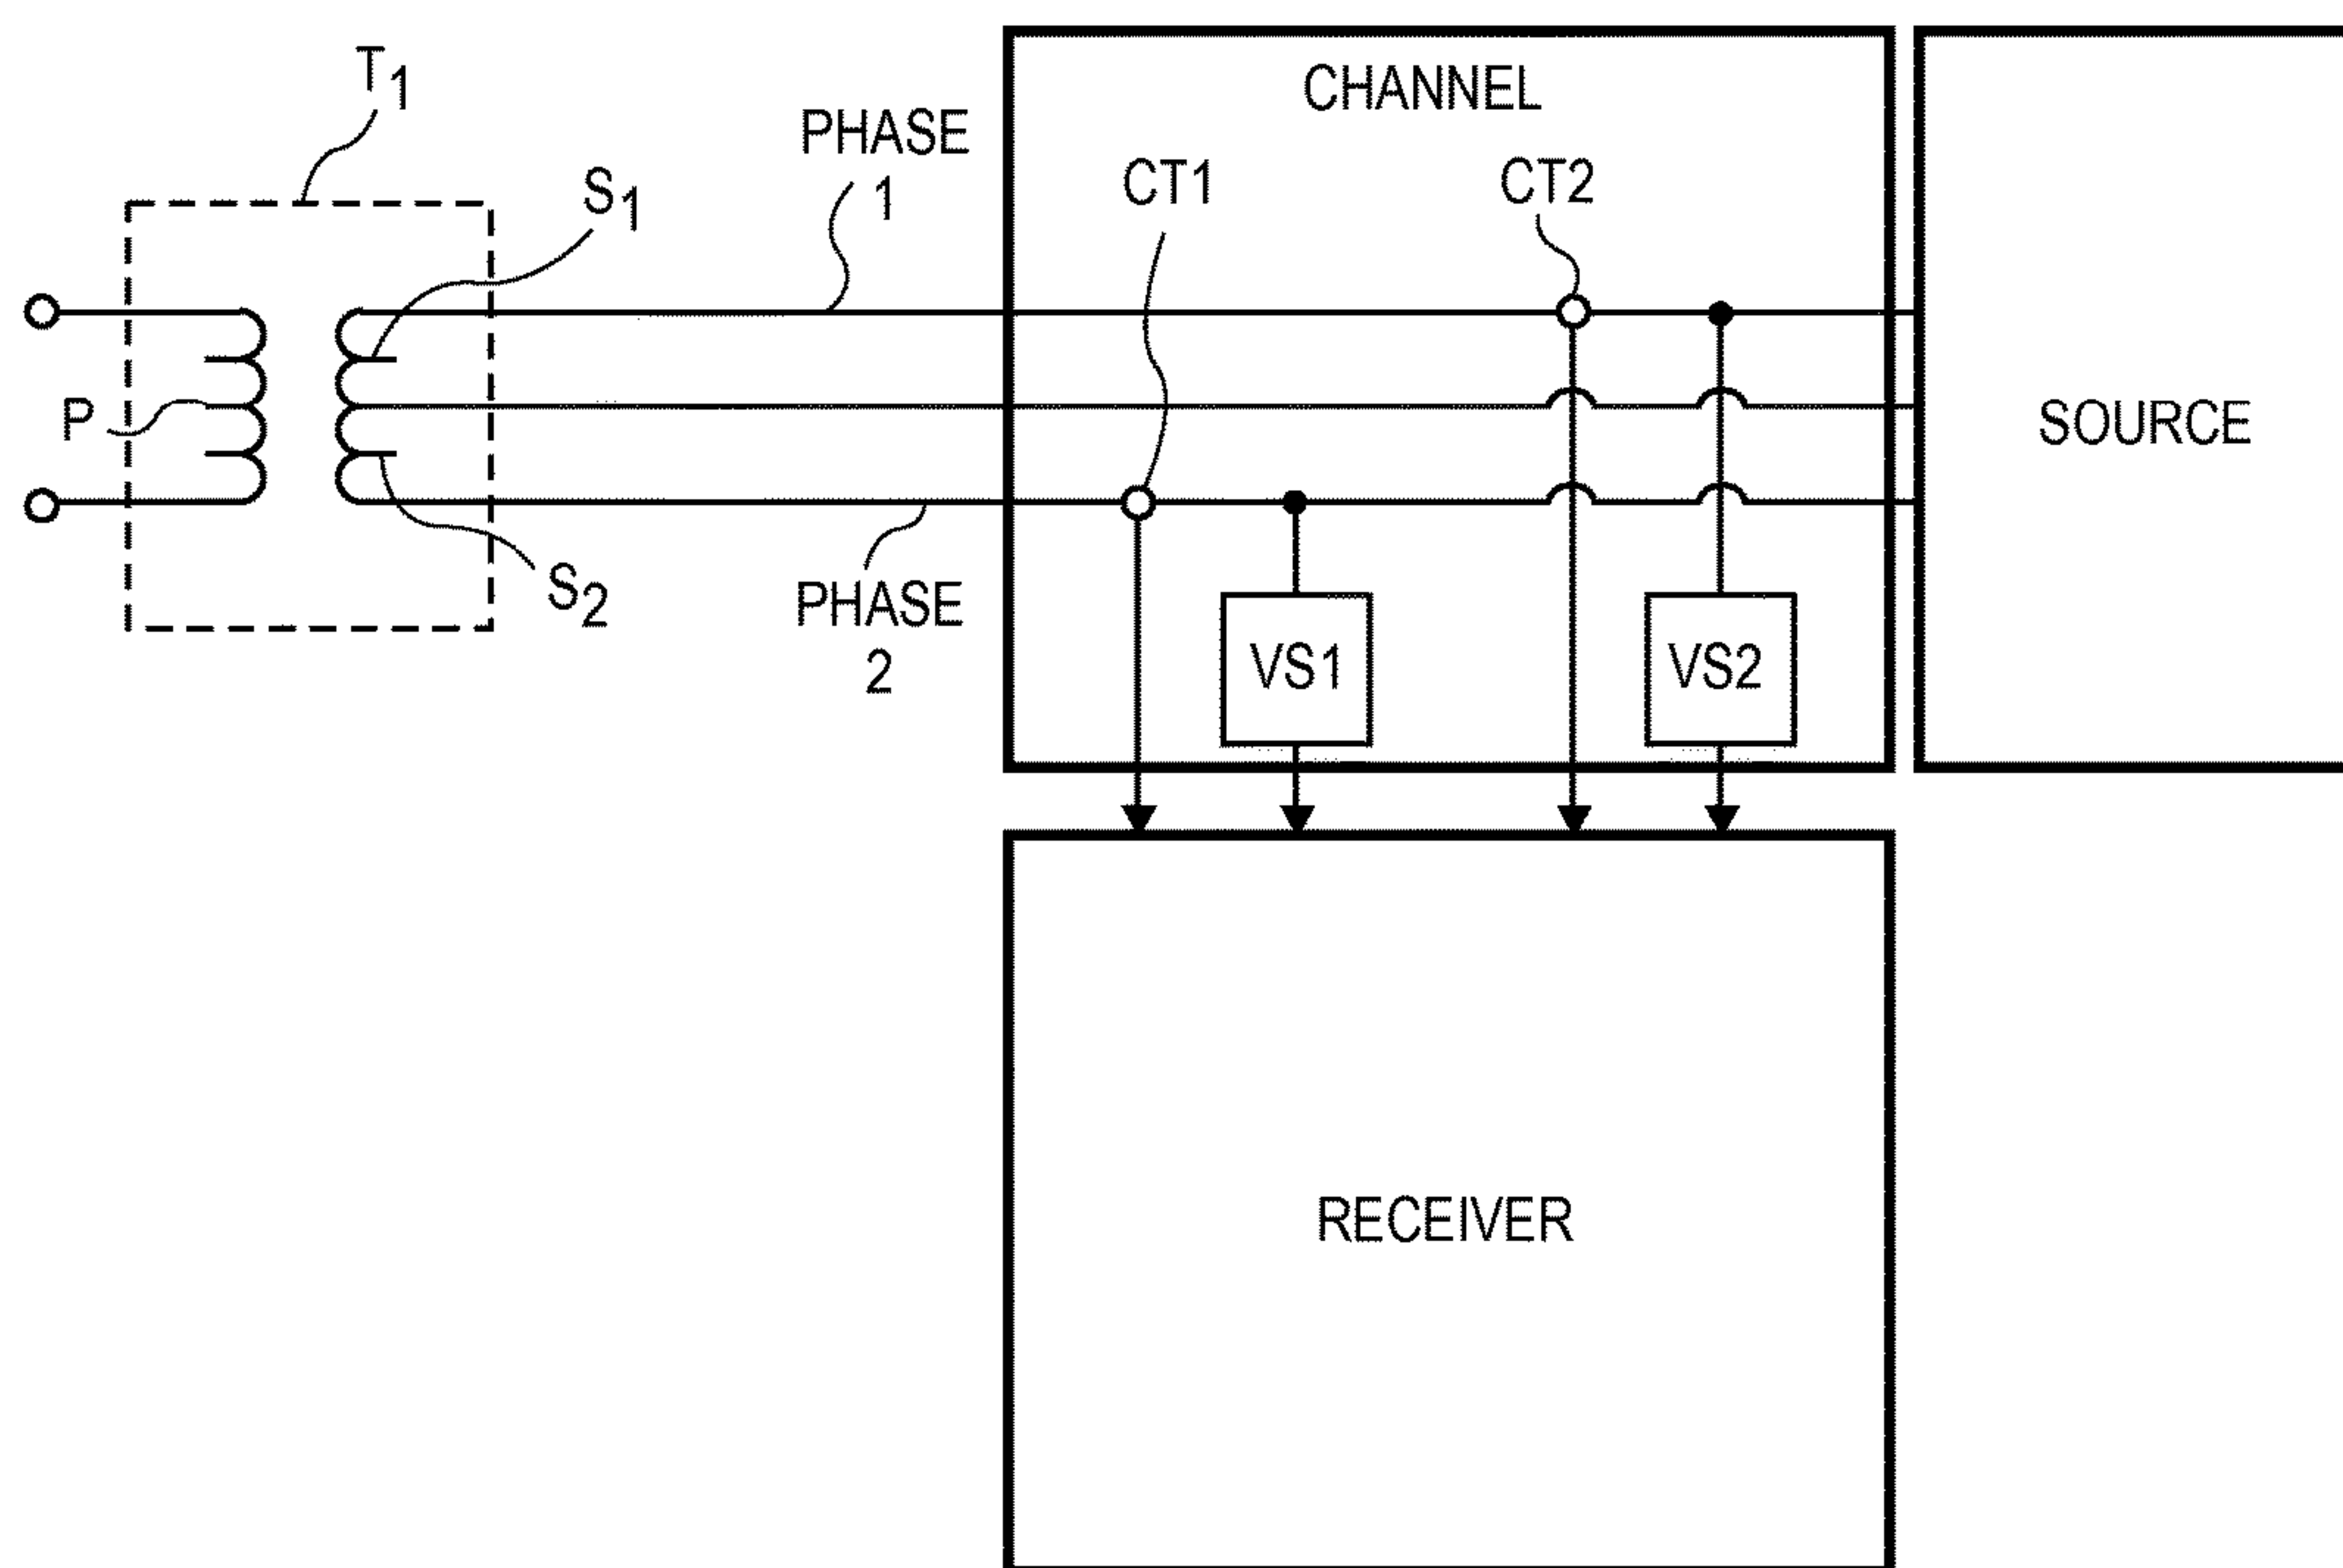 T1
S1
P
S2
PHASE
1
PHASE
2
CHANNEL
CT1
CT2
VS1
VS2
SOURCE
RECEIVER